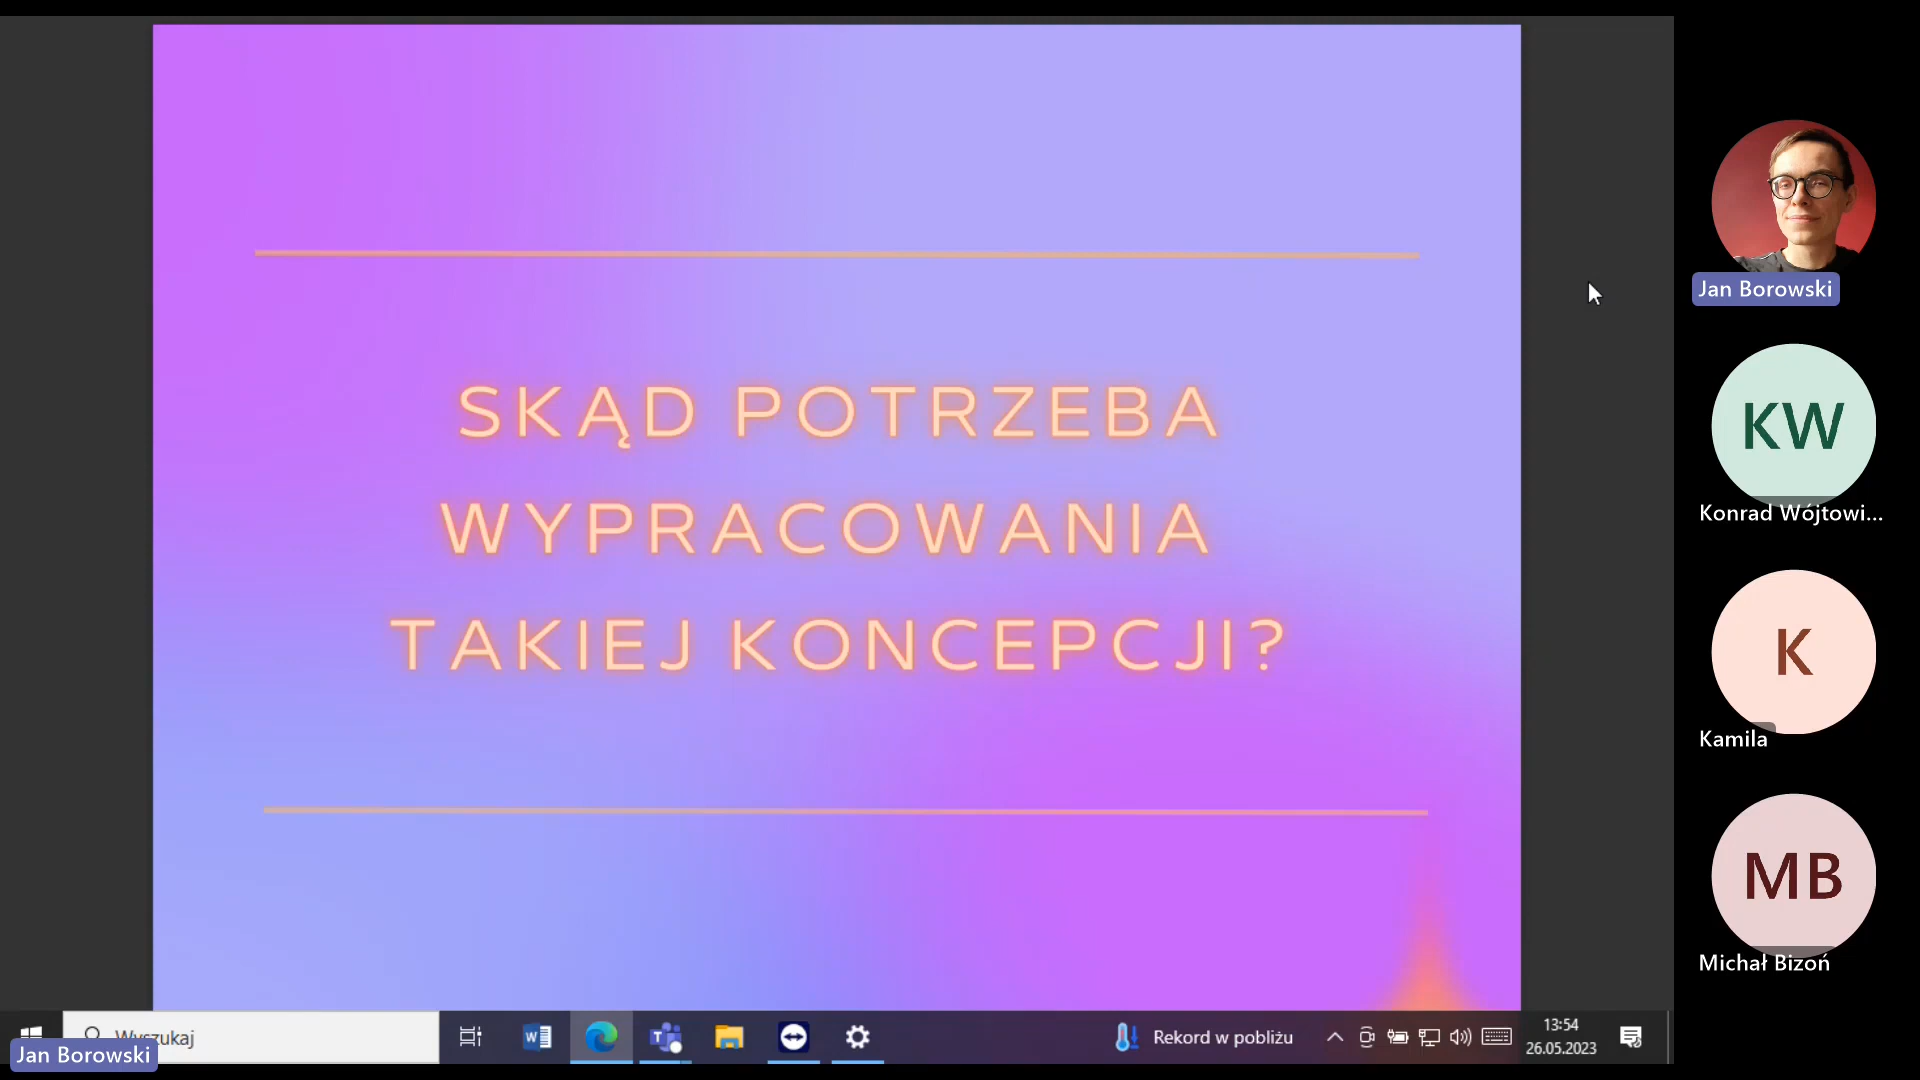 SKĄD POTRZEBA
WYPRACOWANIA
TAKIEJ KONCEPCJI?
Jan Borowski
KW
Konrad Wójtowi...
K
Kamila
MB
Michał Bizoń
Wyszukaj
Jan Borowski
Rekord w pobliżu
13:54
26.05.2023